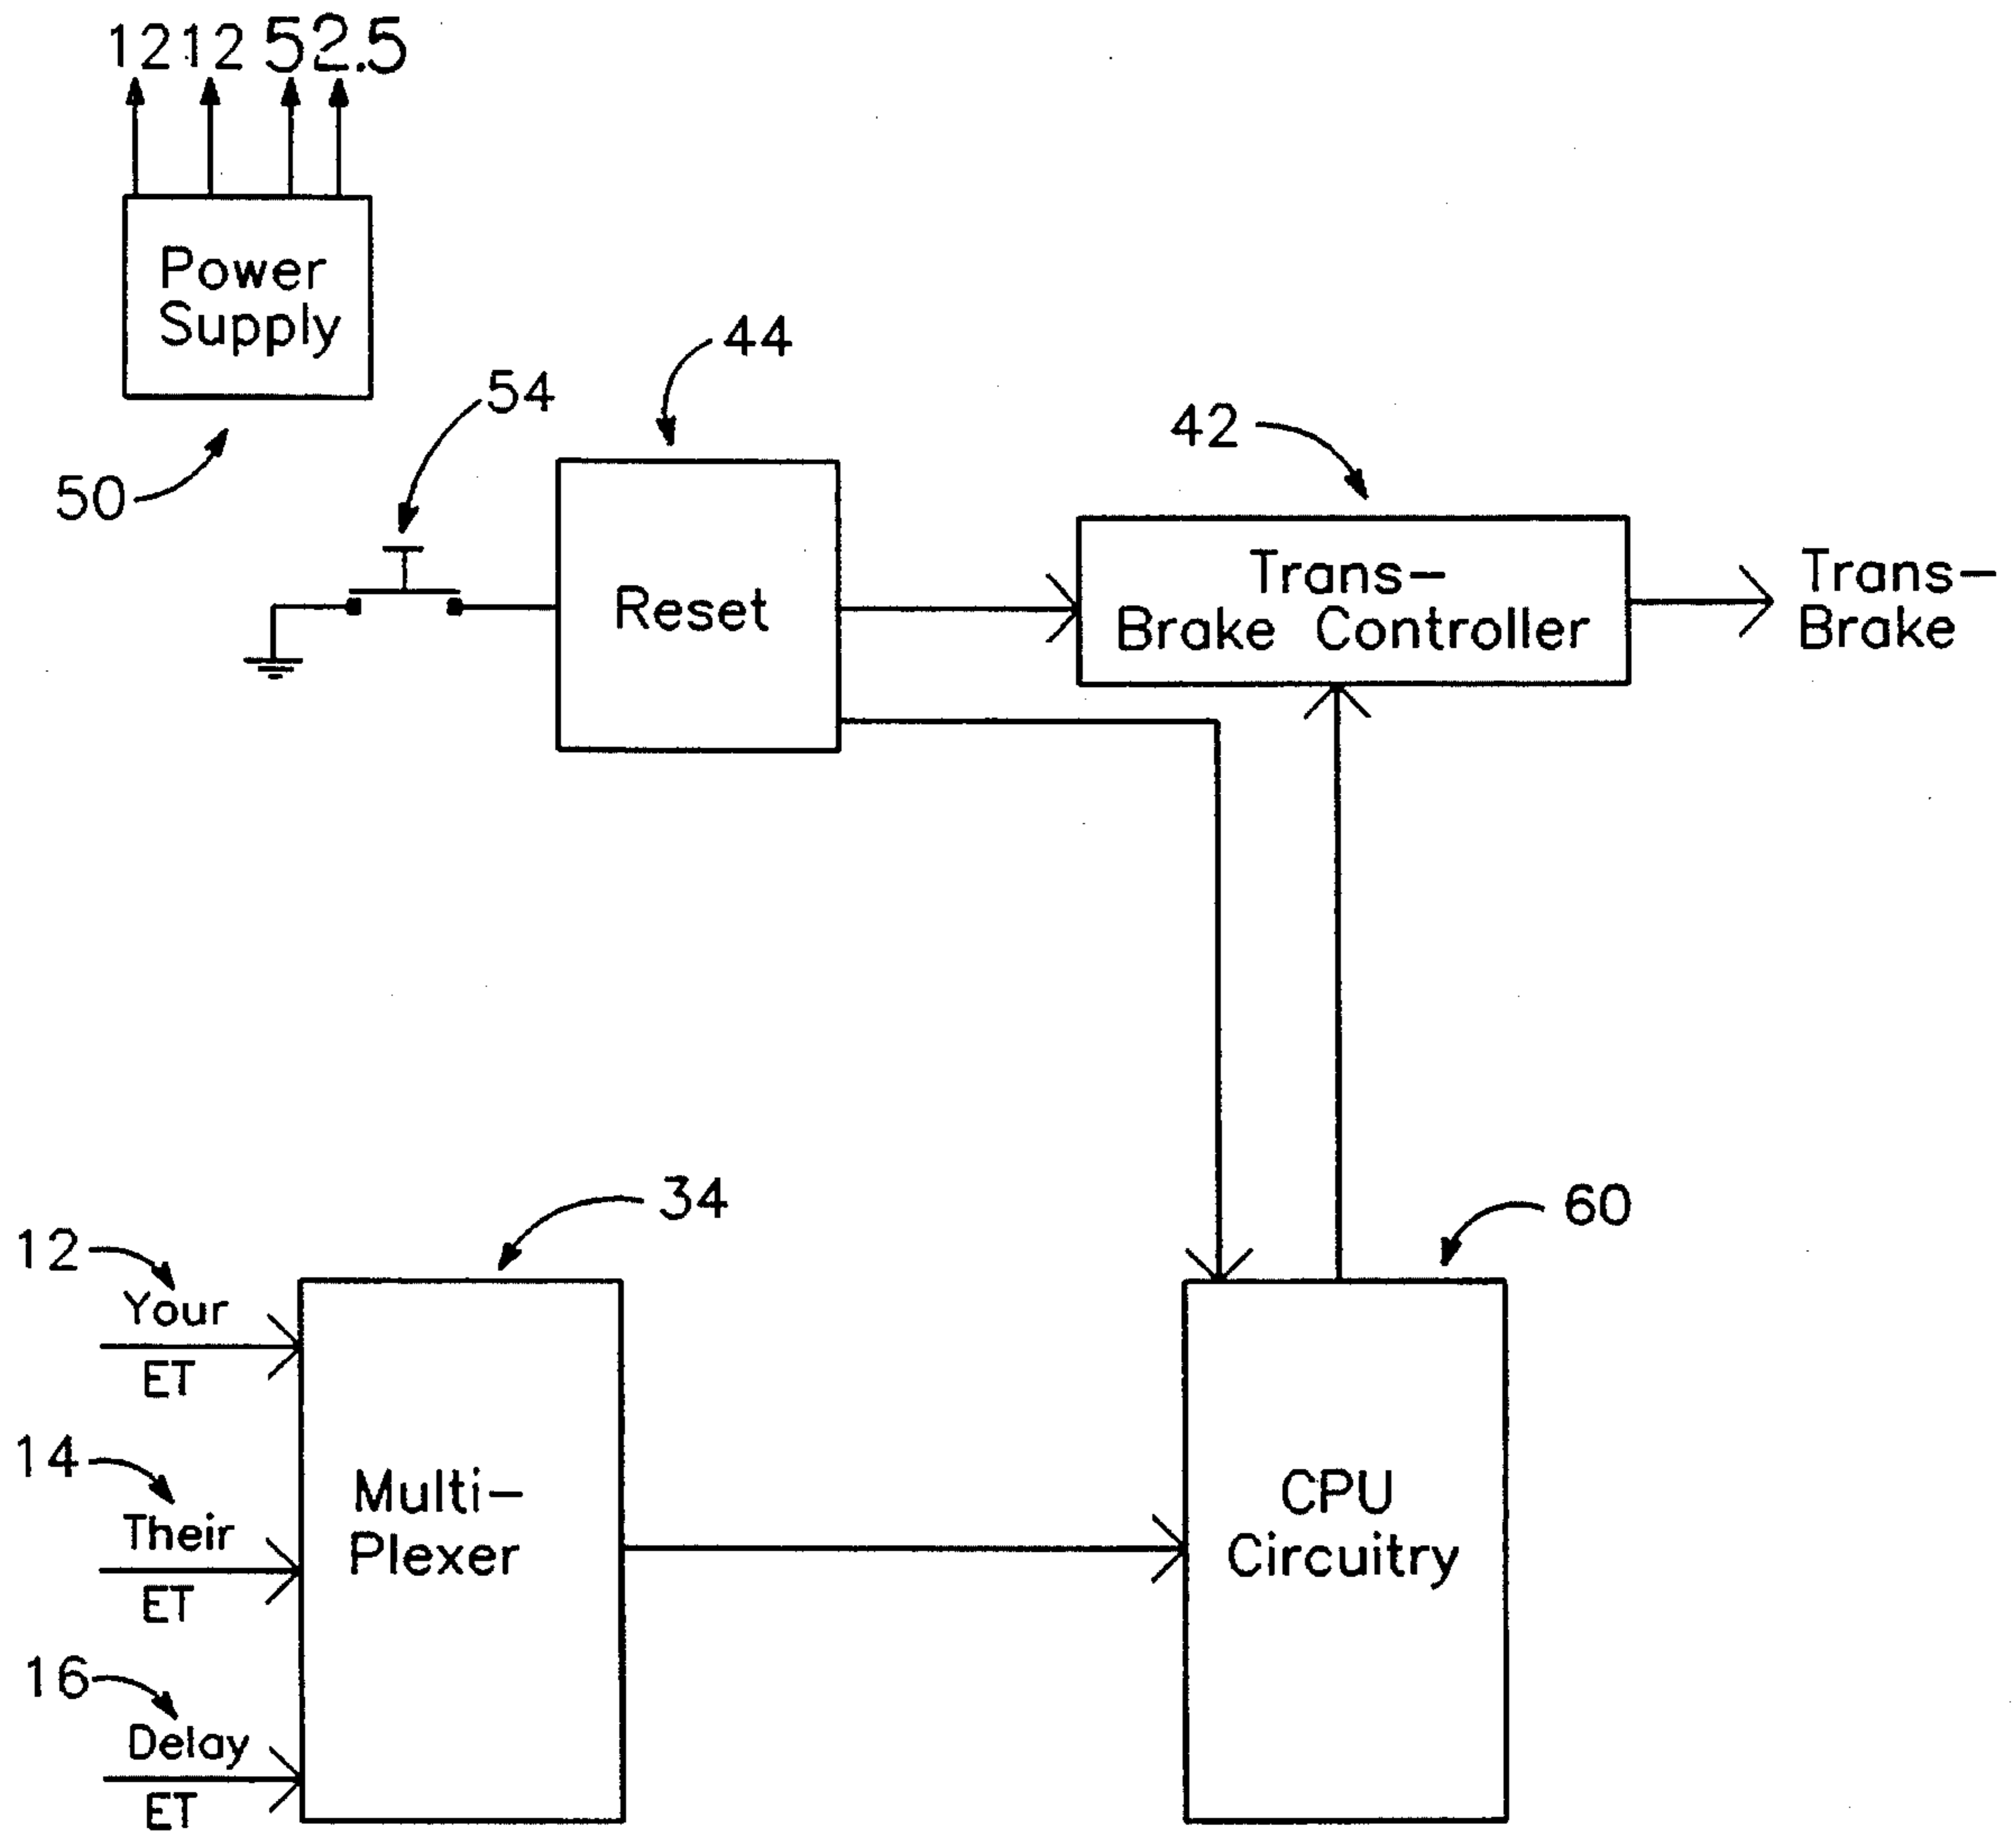 12 12 5 2.5
Power
Supply
50
54
44
42
Reset
Trans-
Brake Controller
Trans-
Brake
12
Your
ET
14
Their
ET
16
Delay
ET
34
Multi-
Plexer
60
CPU
Circuitry